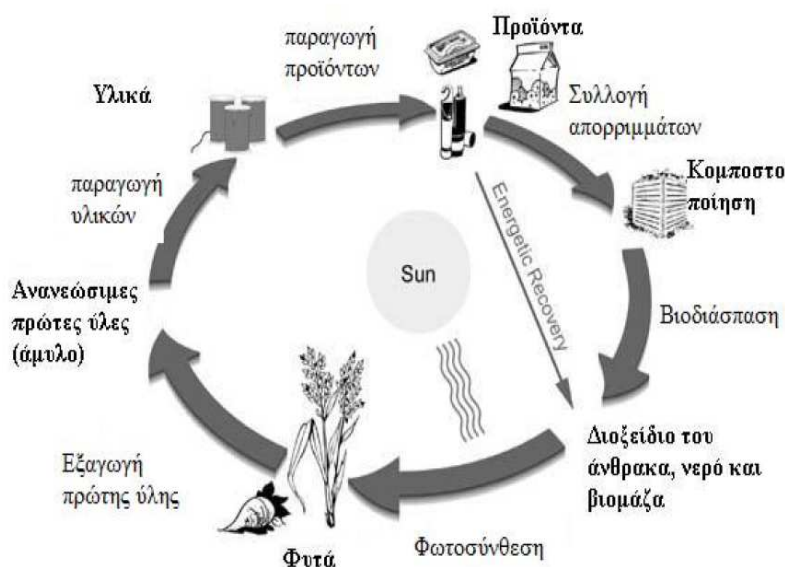 Προϊόντα
παραγωγή
προϊόντων
Υλικά
Συλλογή
απορριμμάτων
Κομποστο
ποίηση
παραγωγή
υλικών
Energetic Recovery
Sun
Ανανεώσιμες
πρώτες ύλες
(άμυλο)
Βιοδιάσπαση
Διοξείδιο του
άνθρακα, νερό και
βιομάζα
Εξαγωγή
πρώτης ύλης
Φωτοσύνθεση
Φυτά